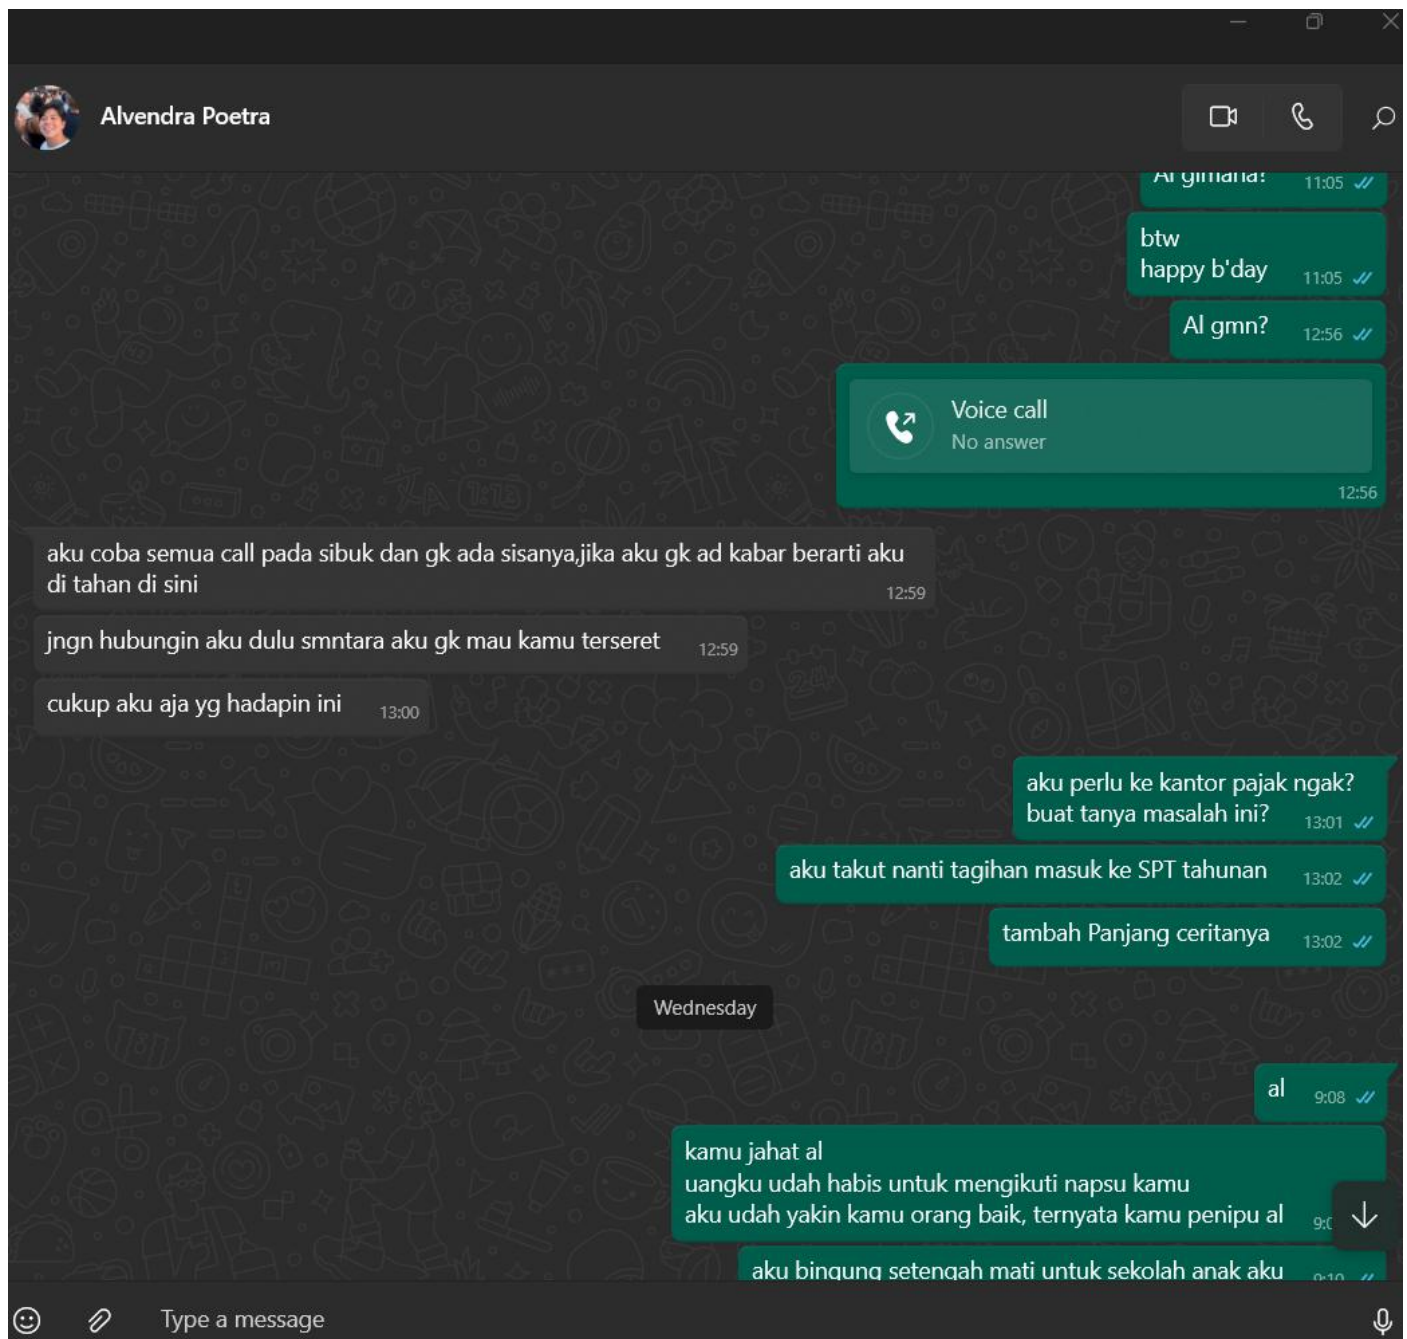 Alvendra Poetra
Al gimana?
11:05
btw
happy b'day
11:05
Al gmn?
12:56
Voice call
No answer
12:56
aku coba semua call pada sibuk dan gk ada sisanya,jika aku gk ad kabar berarti aku
di tahan di sini
12:59
jngn hubungin aku dulu smntara aku gk mau kamu terseret
12:59
cukup aku aja yg hadapin ini
13:00
aku perlu ke kantor pajak ngak?
buat tanya masalah ini?
13:01
aku takut nanti tagihan masuk ke SPT tahunan
13:02
tambah Panjang ceritanya
13:02
Wednesday
al
9:08
kamu jahat al
uangku udah habis untuk mengikuti napsu kamu
aku udah yakin kamu orang baik, ternyata kamu penipu al
aku bingung setengah mati untuk sekolah anak aku
9:10
Type a message